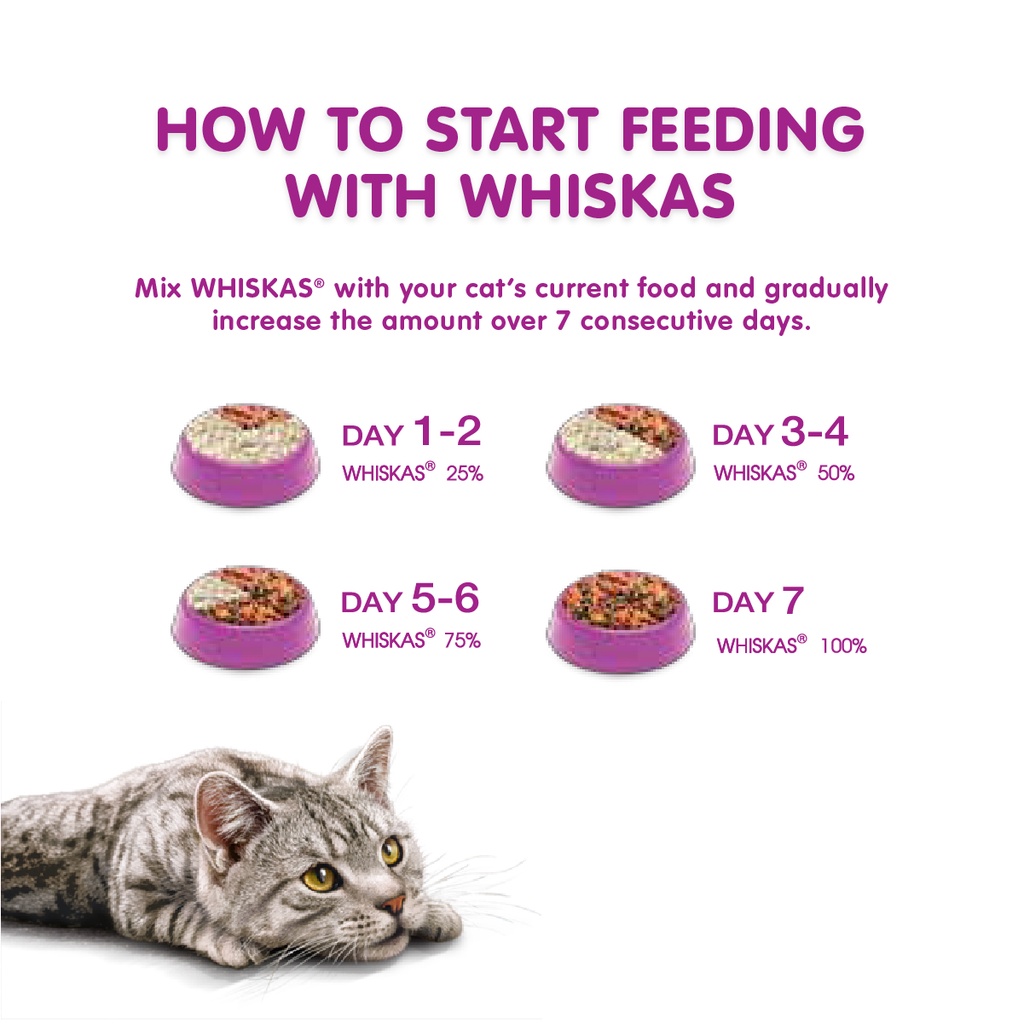 HOW TO START FEEDING
WITH WHISKAS
Mix WHISKAS® with your cat's current food and gradually
increase the amount over 7 consecutive days.
DAY 1-2
WHISKAS® 25%
DAY 3-4
WHISKAS® 50%
DAY 5-6
WHISKAS® 75%
DAY 7
WHISKAS® 100%